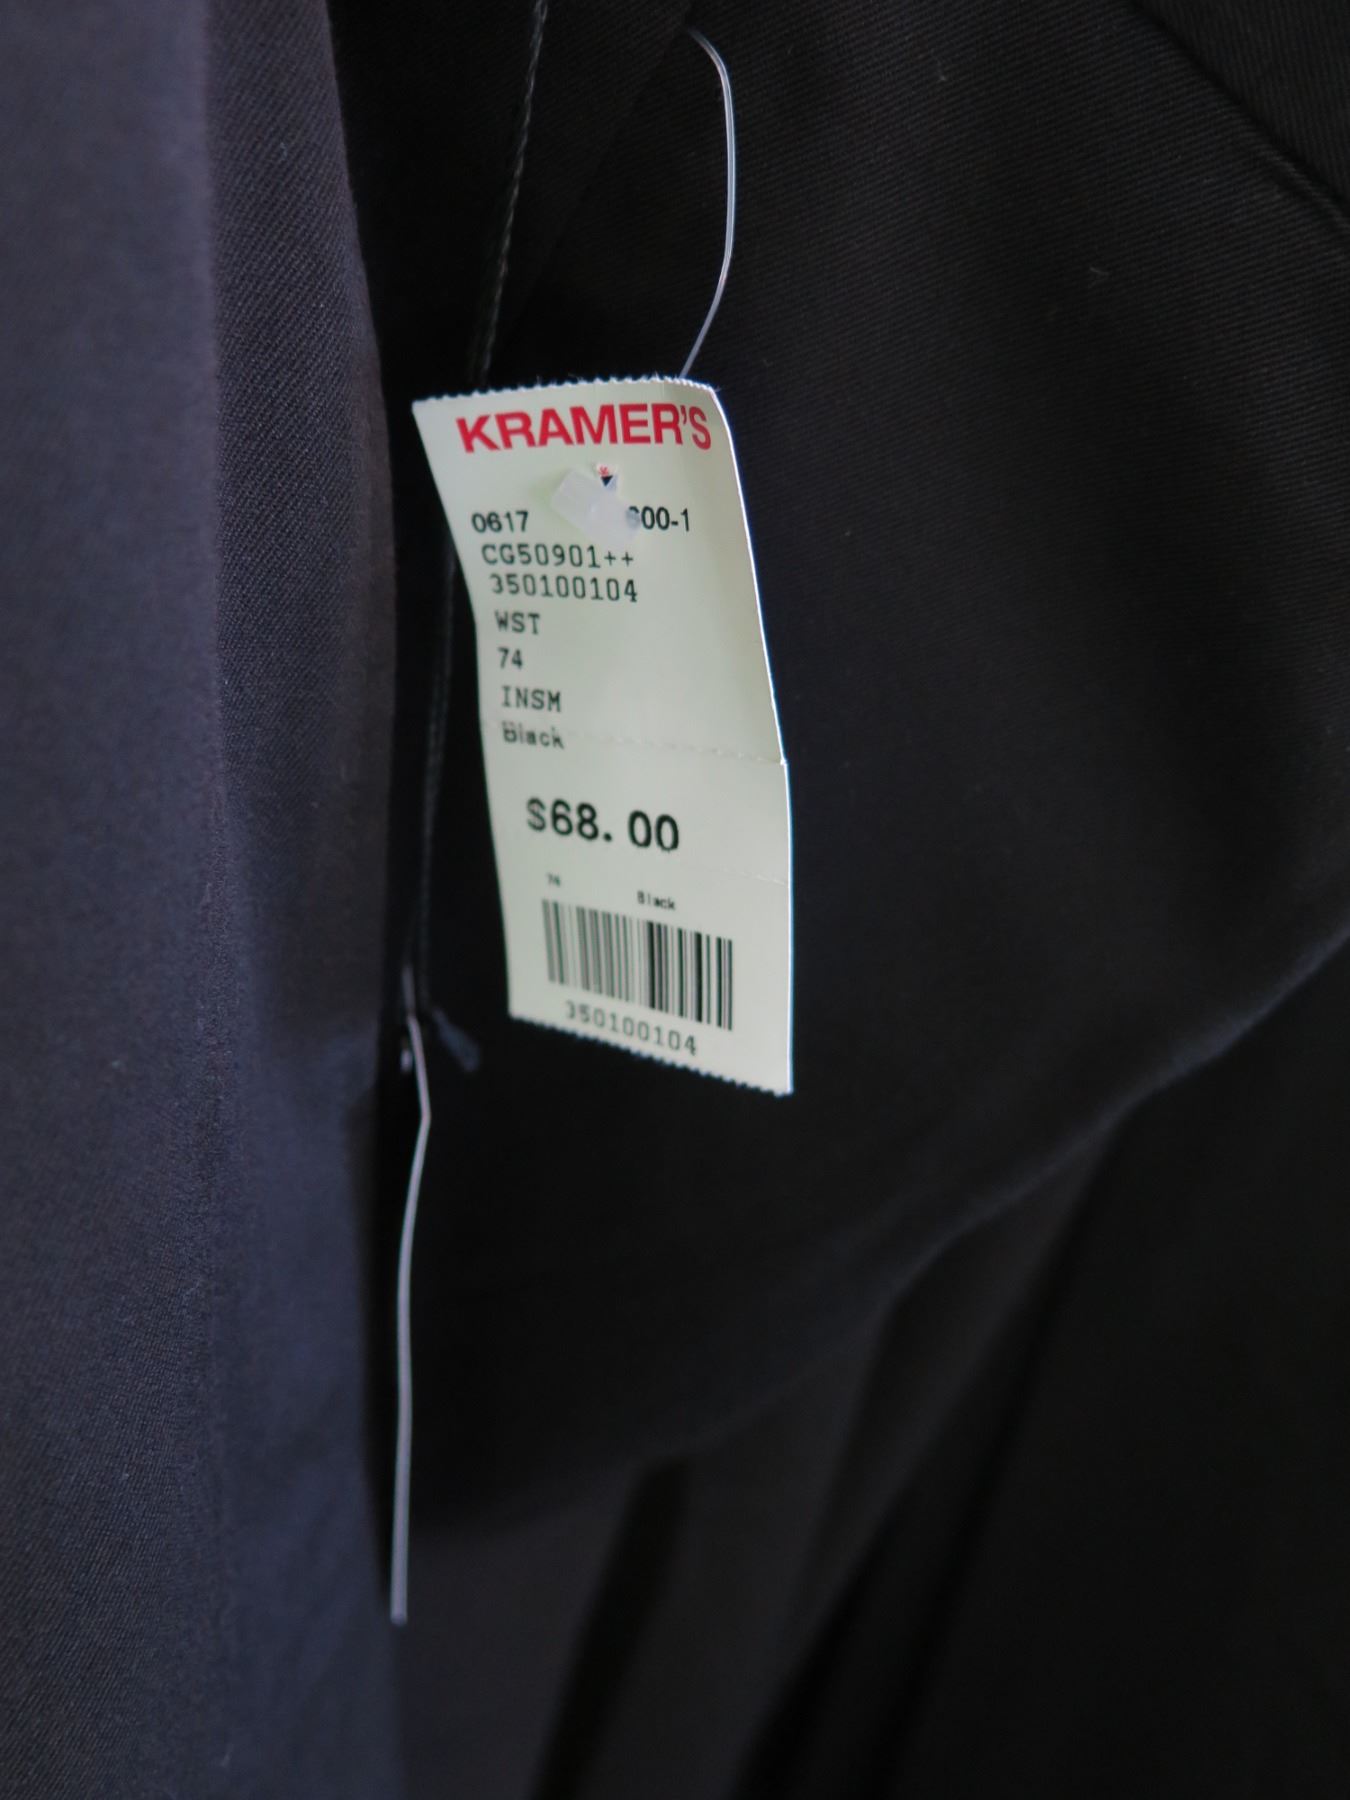 KRAMER'S
0617 600-1
CG50901++
350100104
WST
74
INSM
Black
$68.00
74 Black
350100104